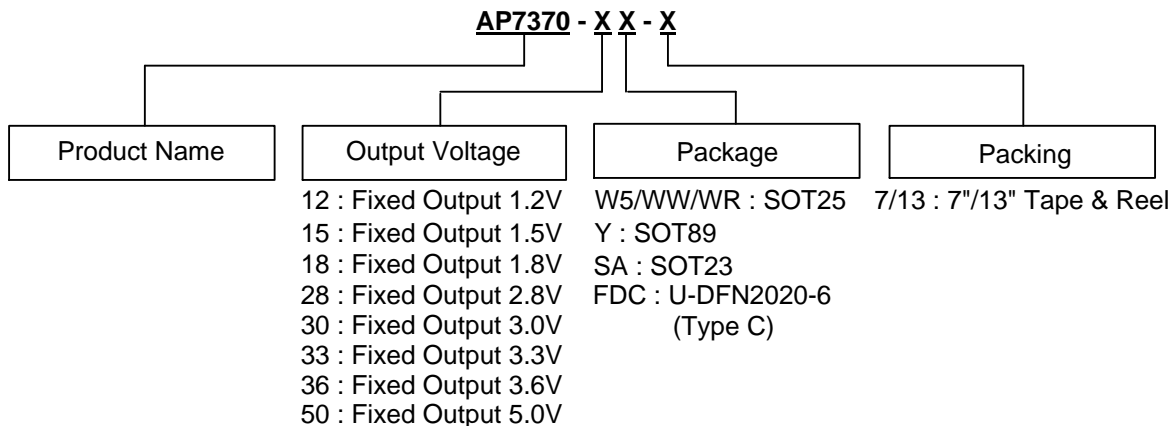 AP7370 - X X - X
Product Name
Output Voltage
Package
Packing
12 : Fixed Output 1.2V
15 : Fixed Output 1.5V
18 : Fixed Output 1.8V
28 : Fixed Output 2.8V
30 : Fixed Output 3.0V
33 : Fixed Output 3.3V
36 : Fixed Output 3.6V
50 : Fixed Output 5.0V
W5/WW/WR : SOT25
Y : SOT89
SA : SOT23
FDC : U-DFN2020-6
(Type C)
7/13 : 7"/13" Tape & Reel